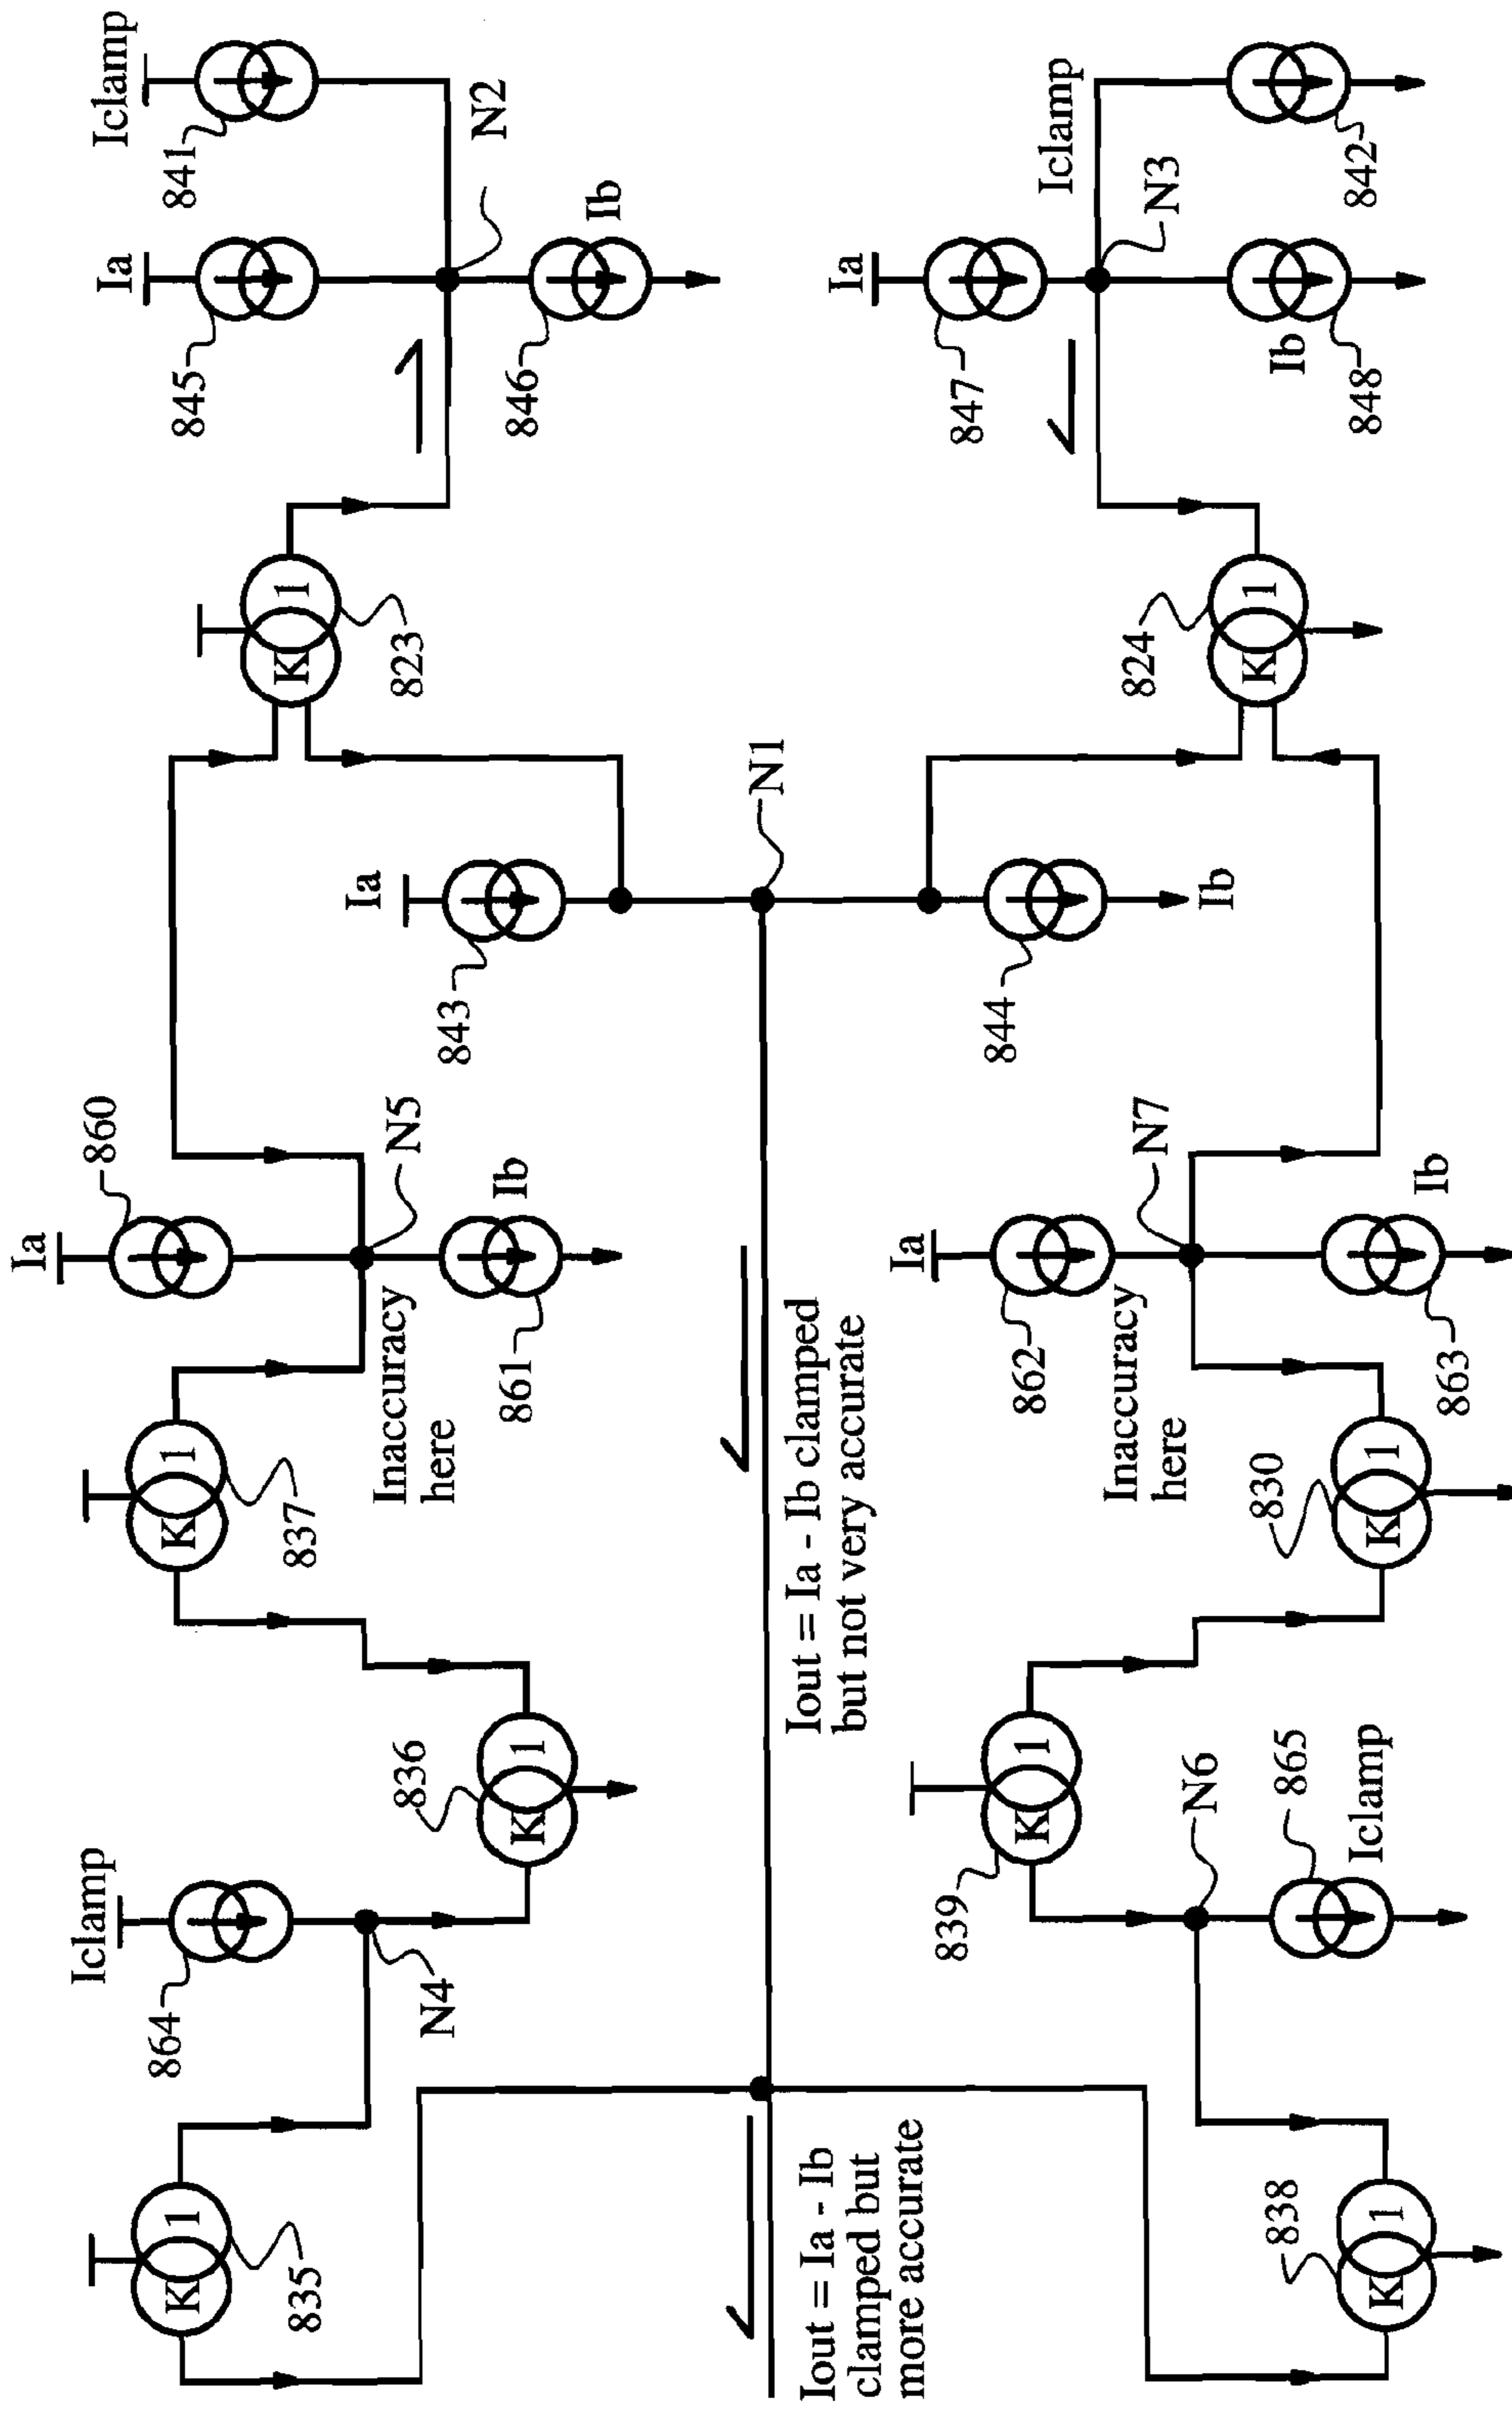 Iclamp
Ia
Iclamp
Ia
864
860
841
K 1
K 1
845
835
837
K 1
Ia
823
N4
836
Inaccuracy
here
N5
843
N2
K 1
861
Ib
846
Ib
N1
Iout = Ia - Ib
clamped but
more accurate
Iout = Ia - Ib clamped
but not very accurate
Ia
Ia
839
K 1
Inaccuracy
here
N7
844
847
Iclamp
N6
862
Ib
824
N3
838
865
830
K 1
Ib
Iclamp
842
K 1
K 1
863
Ib
848